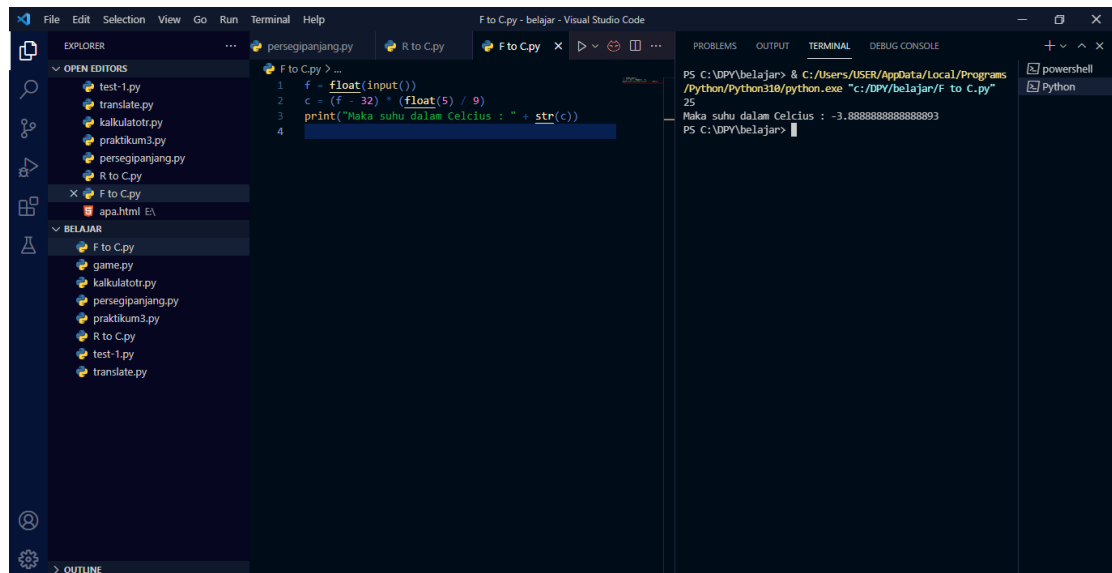 File Edit Selection View Go Run Terminal Help
F to C.py - belajar - Visual Studio Code
EXPLORER
OPEN EDITORS
test-1.py
translate.py
kalkulatotr.py
praktikum3.py
persegipanjang.py
R to C.py
F to C.py
apa.html E:\
BELAJAR
F to C.py
game.py
kalkulatotr.py
persegipanjang.py
praktikum3.py
R to C.py
test-1.py
translate.py
OUTLINE
persegipanjang.py R to C.py F to C.py
F to C.py > ...
1 f = float(input())
2 c = (f - 32) * (float(5) / 9)
3 print("Maka suhu dalam Celcius : " + str(c))
4
PROBLEMS OUTPUT TERMINAL DEBUG CONSOLE
PS C:\DPY\belajar> & C:/Users/USER/AppData/Local/Programs
/Python/Python310/python.exe "c:/DPY/belajar/F to C.py"
25
Maka suhu dalam Celcius : -3.8888888888888893
PS C:\DPY\belajar>
powershell
Python